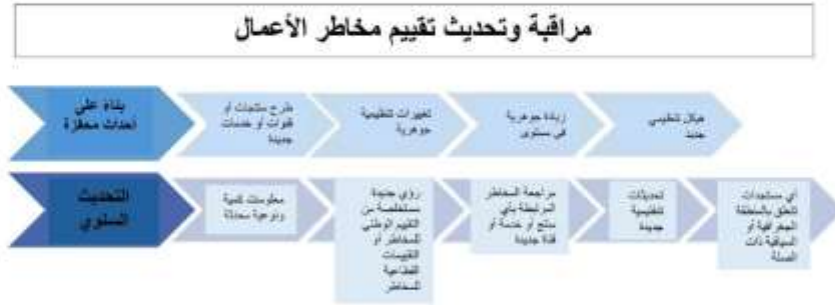 مراقبة وتحديث تقييم مخاطر الأعمال
بناءً على
أحداث محفزة
طرح منتجات أو
قنوات أو خدمات
جديدة
تغييرات تنظيمية
جوهرية
زيادة جوهرية
في مستوى
هيكل تنظيمي
جديد
التحديث
السنوي
معلومات كمية
ونوعية محدثة
رؤى جديدة
مستخلصة من
التقييم الوطني
للمخاطر أو
التقييمات
القطاعية
للمخاطر
مراجعة المخاطر
المرتبطة بأي
منتج أو خدمة أو
قناة جديدة
تحديثات
تنظيمية
جديدة
أي مستجدات
تتعلق بالمنطقة
الجغرافية أو
السياقية ذات
الصلة